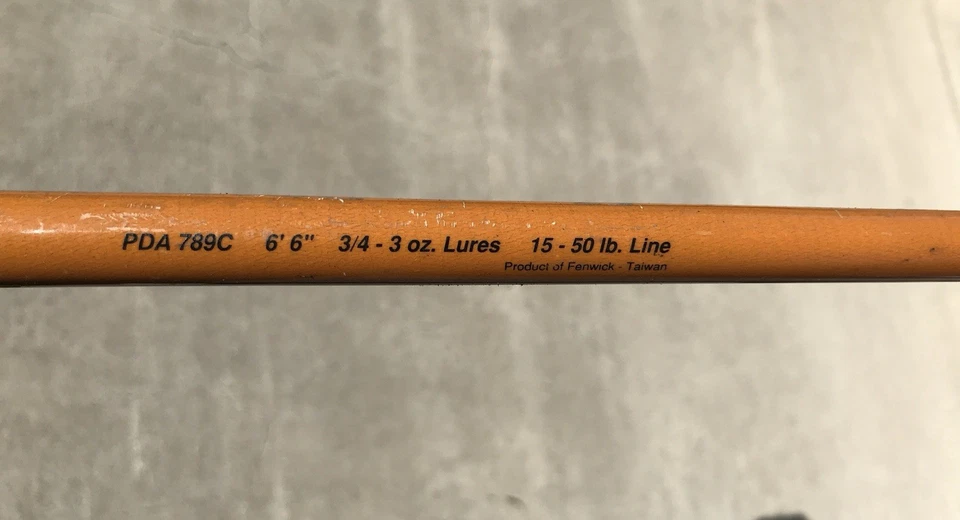 PDA 789C 6' 6" 3/4 - 3 oz. Lures 15 - 50 lb. Line
Product of Fenwick - Taiwan